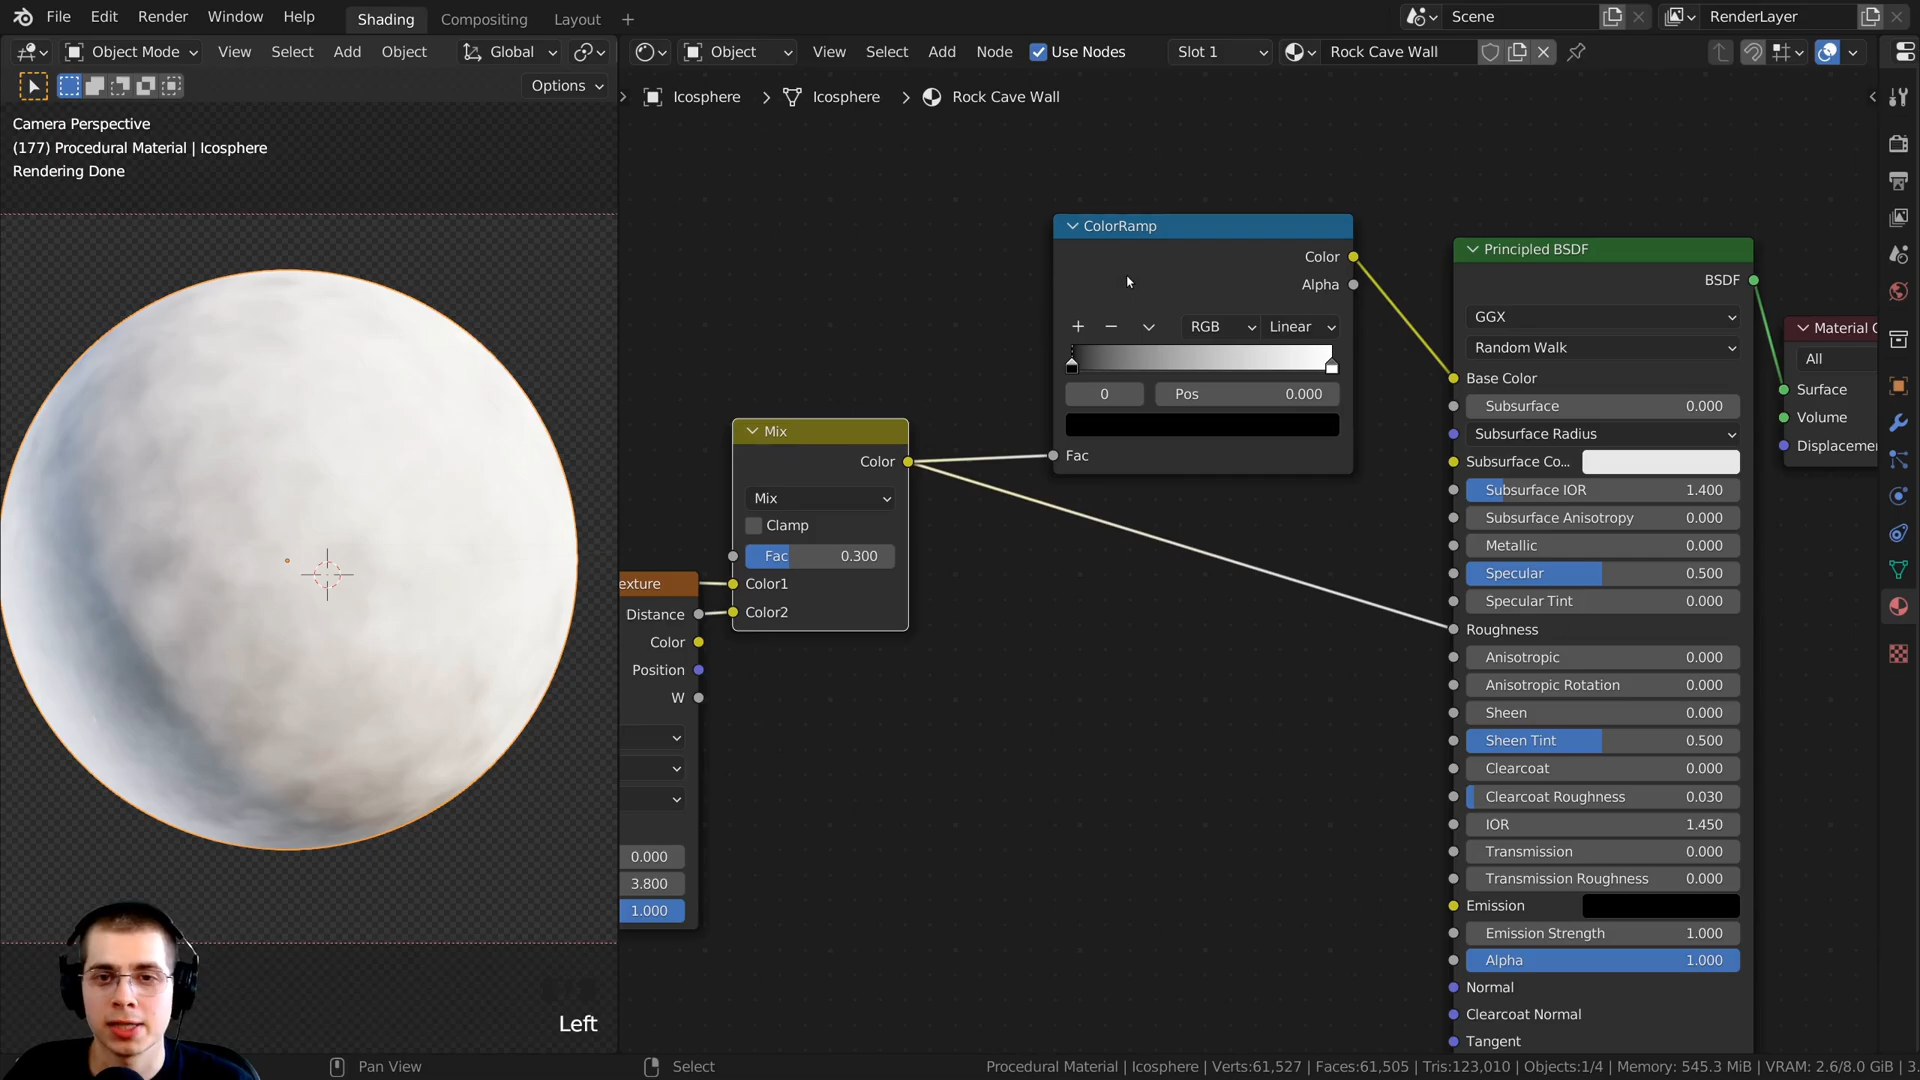 File Edit Render Window Help Shading Compositing Layout + Scene RenderLayer
Object Mode View Select Add Object Global Object View Select Add Node Use Nodes Slot 1 Rock Cave Wall
Options
Icosphere > Icosphere > Rock Cave Wall
Camera Perspective
(177) Procedural Material | Icosphere
Rendering Done
ColorRamp
Color
Alpha
RGB Linear
0 Pos 0.000
Fac
Mix
Color
Mix
Clamp
Fac 0.300
Color1
Color2
exture
Distance
Color
Position
W
0.000
3.800
1.000
Principled BSDF
BSDF
GGX
Random Walk
Base Color
Subsurface 0.000
Subsurface Radius
Subsurface Co...
Subsurface IOR 1.400
Subsurface Anisotropy 0.000
Metallic 0.000
Specular 0.500
Specular Tint 0.000
Roughness
Anisotropic 0.000
Anisotropic Rotation 0.000
Sheen 0.000
Sheen Tint 0.500
Clearcoat 0.000
Clearcoat Roughness 0.030
IOR 1.450
Transmission 0.000
Transmission Roughness 0.000
Emission
Emission Strength 1.000
Alpha 1.000
Normal
Clearcoat Normal
Tangent
Material
All
Surface
Volume
Displaceme
Left
Pan View Select Procedural Material | Icosphere | Verts:61,527 | Faces:61,505 | Tris:123,010 | Objects:1/4 | Memory: 545.3 MiB | VRAM: 2.6/8.0 GiB | 3.